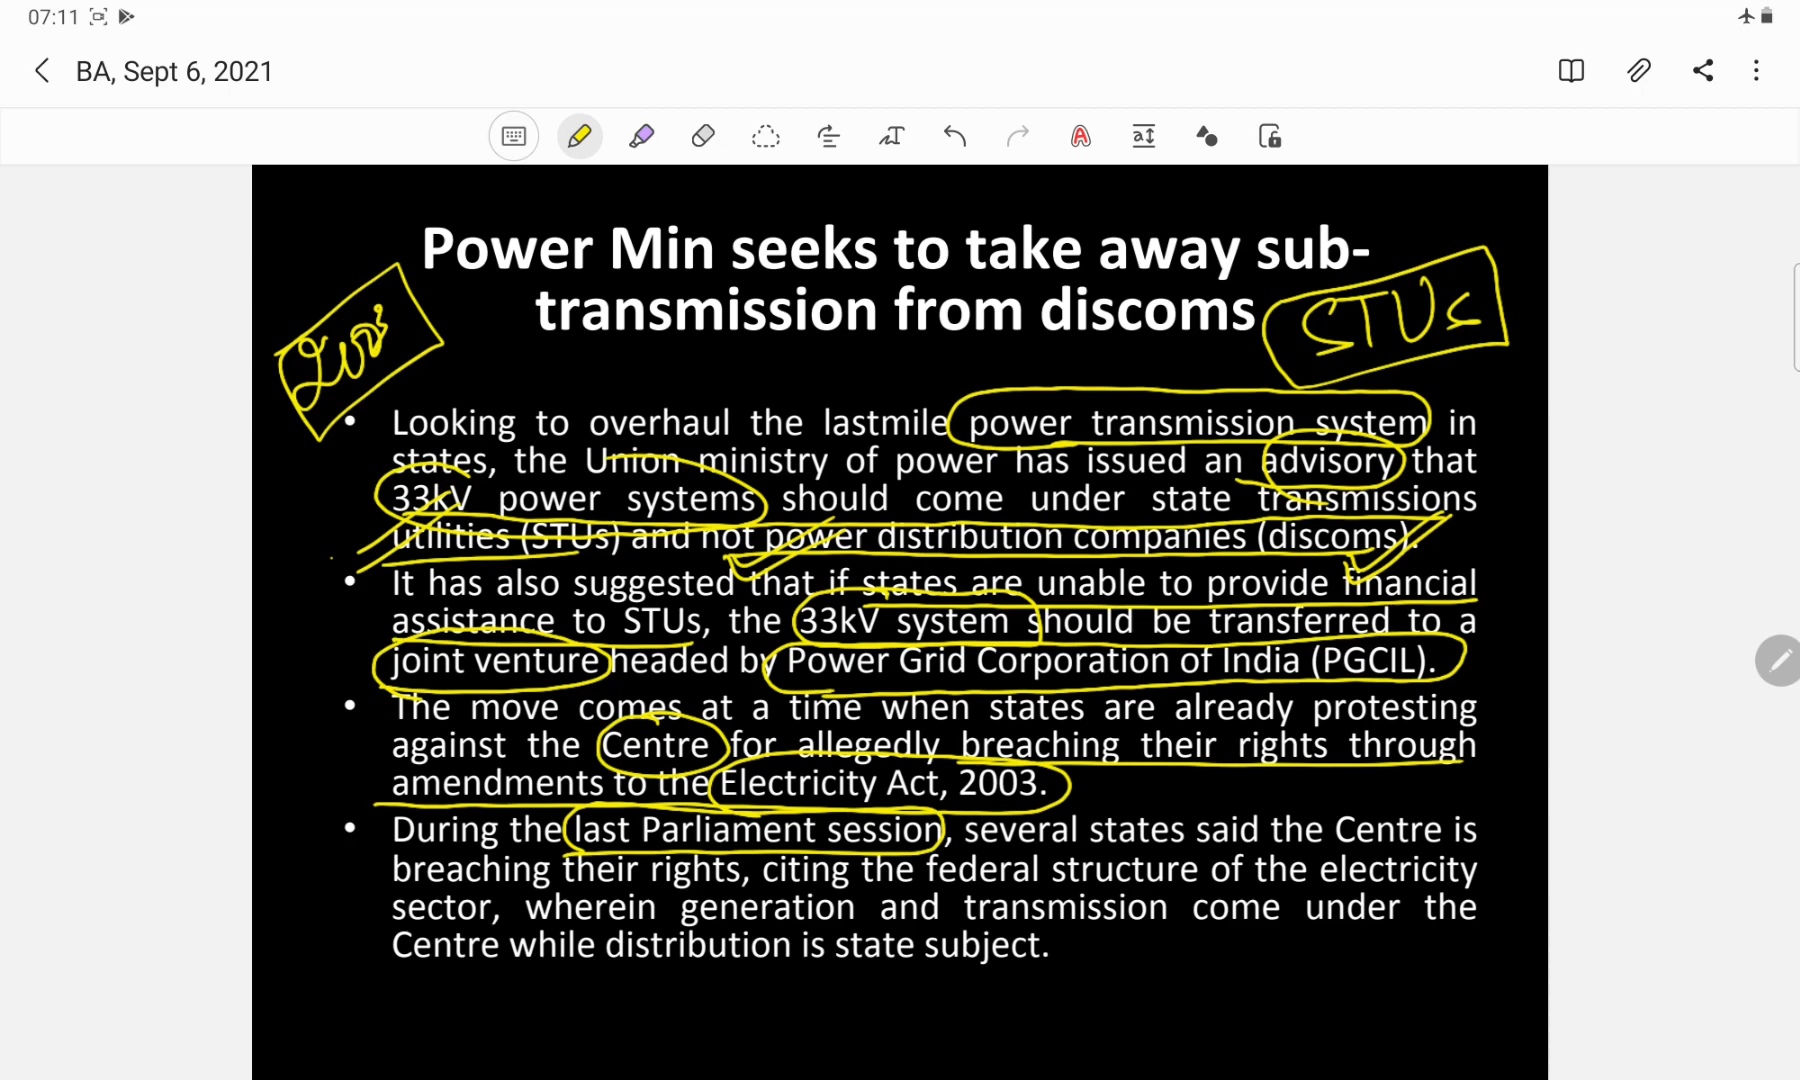 07:11
BA, Sept 6, 2021
Power Min seeks to take away sub-
transmission from discoms
STUs
• Looking to overhaul the lastmile power transmission system in
states, the Union ministry of power has issued an advisory that
33kV power systems should come under state transmissions
utilities (STUs) and not power distribution companies (discoms).
• It has also suggested that if states are unable to provide financial
assistance to STUs, the 33kV system should be transferred to a
joint venture headed by Power Grid Corporation of India (PGCIL).
• The move comes at a time when states are already protesting
against the Centre for allegedly breaching their rights through
amendments to the Electricity Act, 2003.
• During the last Parliament session, several states said the Centre is
breaching their rights, citing the federal structure of the electricity
sector, wherein generation and transmission come under the
Centre while distribution is state subject.